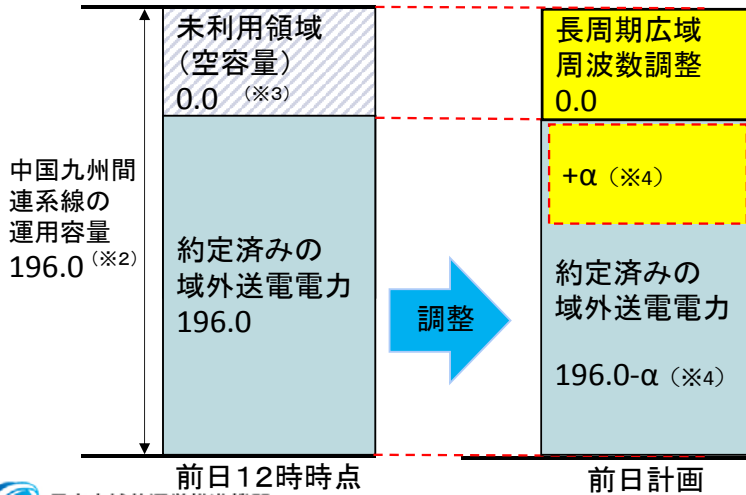 未利用領域
(空容量)
0.0 (※3)
長周期広域
周波数調整
0.0
中国九州間
連系線の
運用容量
196.0(※2)
+α(※4)
約定済みの
域外送電電力
196.0
調整
約定済みの
域外送電電力
196.0-α(※4)
前日12時時点
前日計画